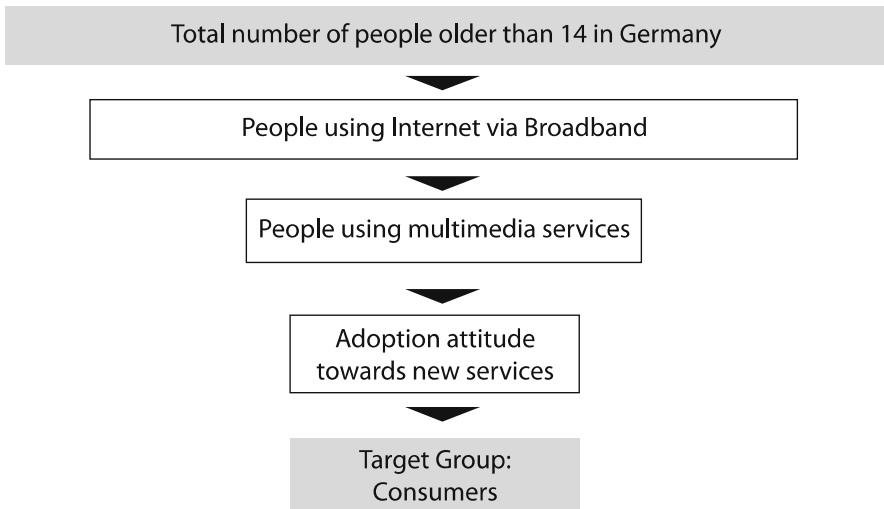 Total number of people older than 14 in Germany
People using Internet via Broadband
People using multimedia services
Adoption attitude
towards new services
Target Group:
Consumers